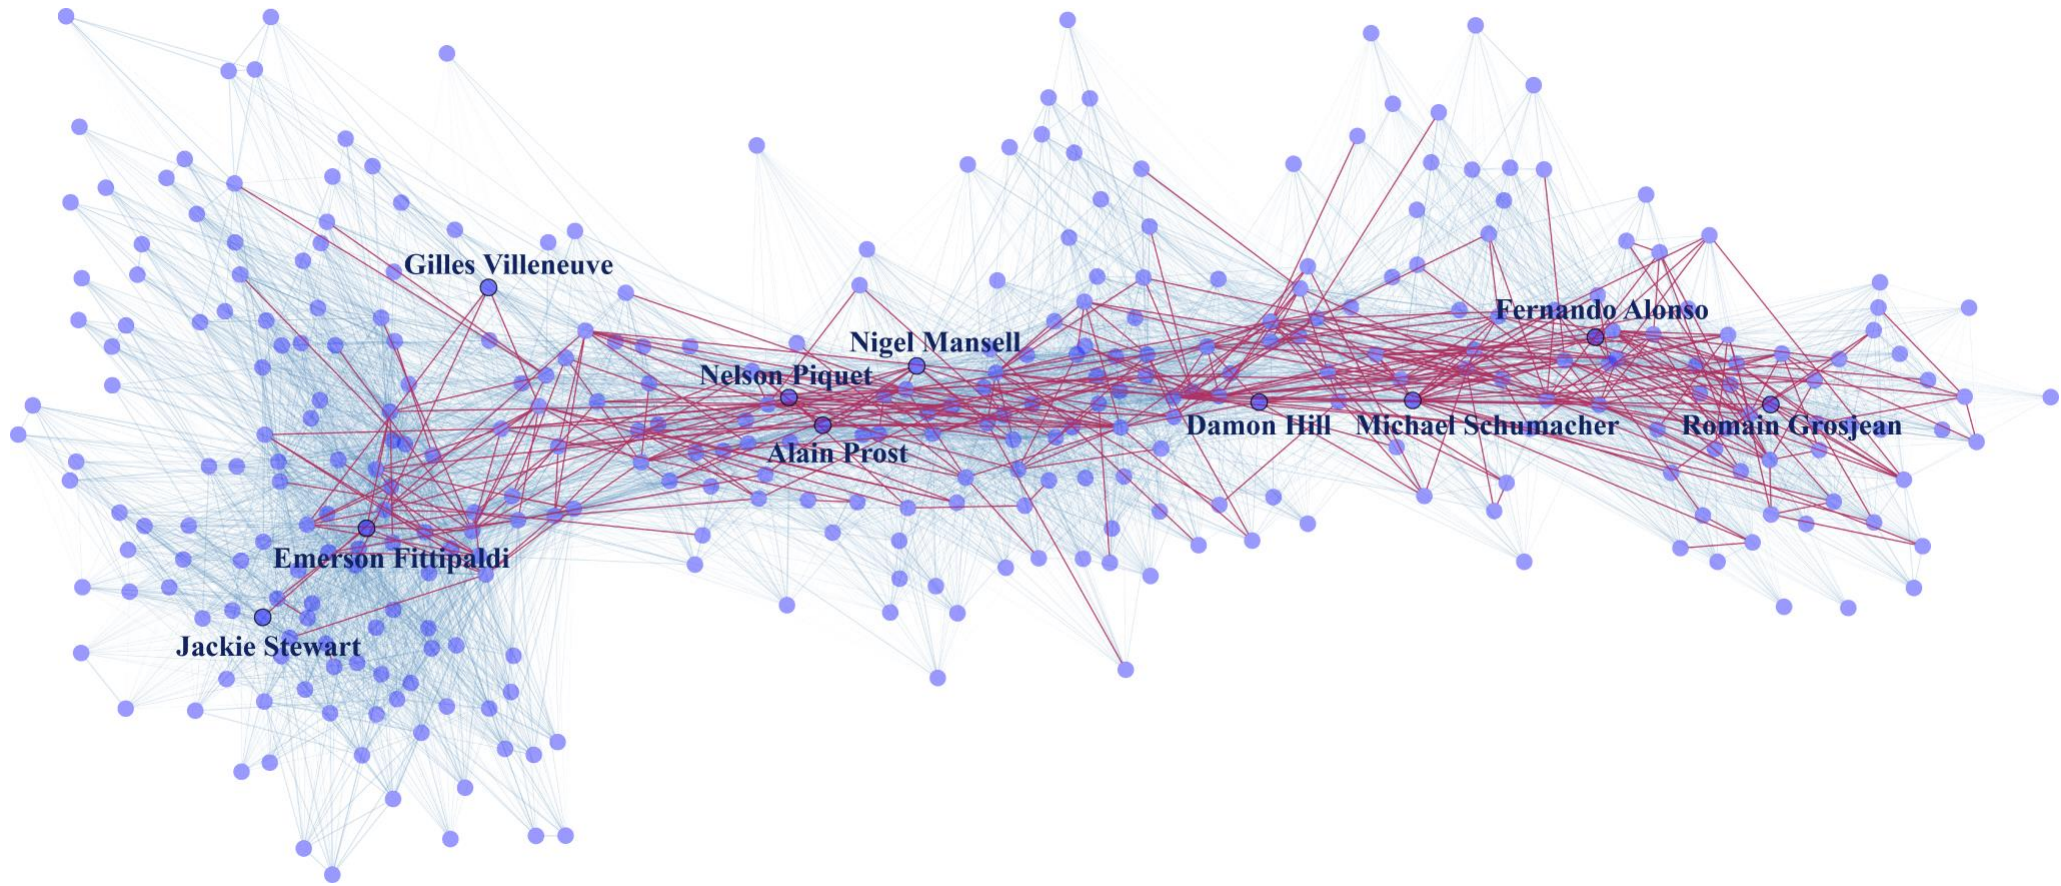 Gilles Villeneuve
Fernando Alonso
Nigel Mansell
Nelson Piquet
Damon Hill
Michael Schumacher
Romain Grosjean
Alain Prost
Emerson Fittipaldi
Jackie Stewart